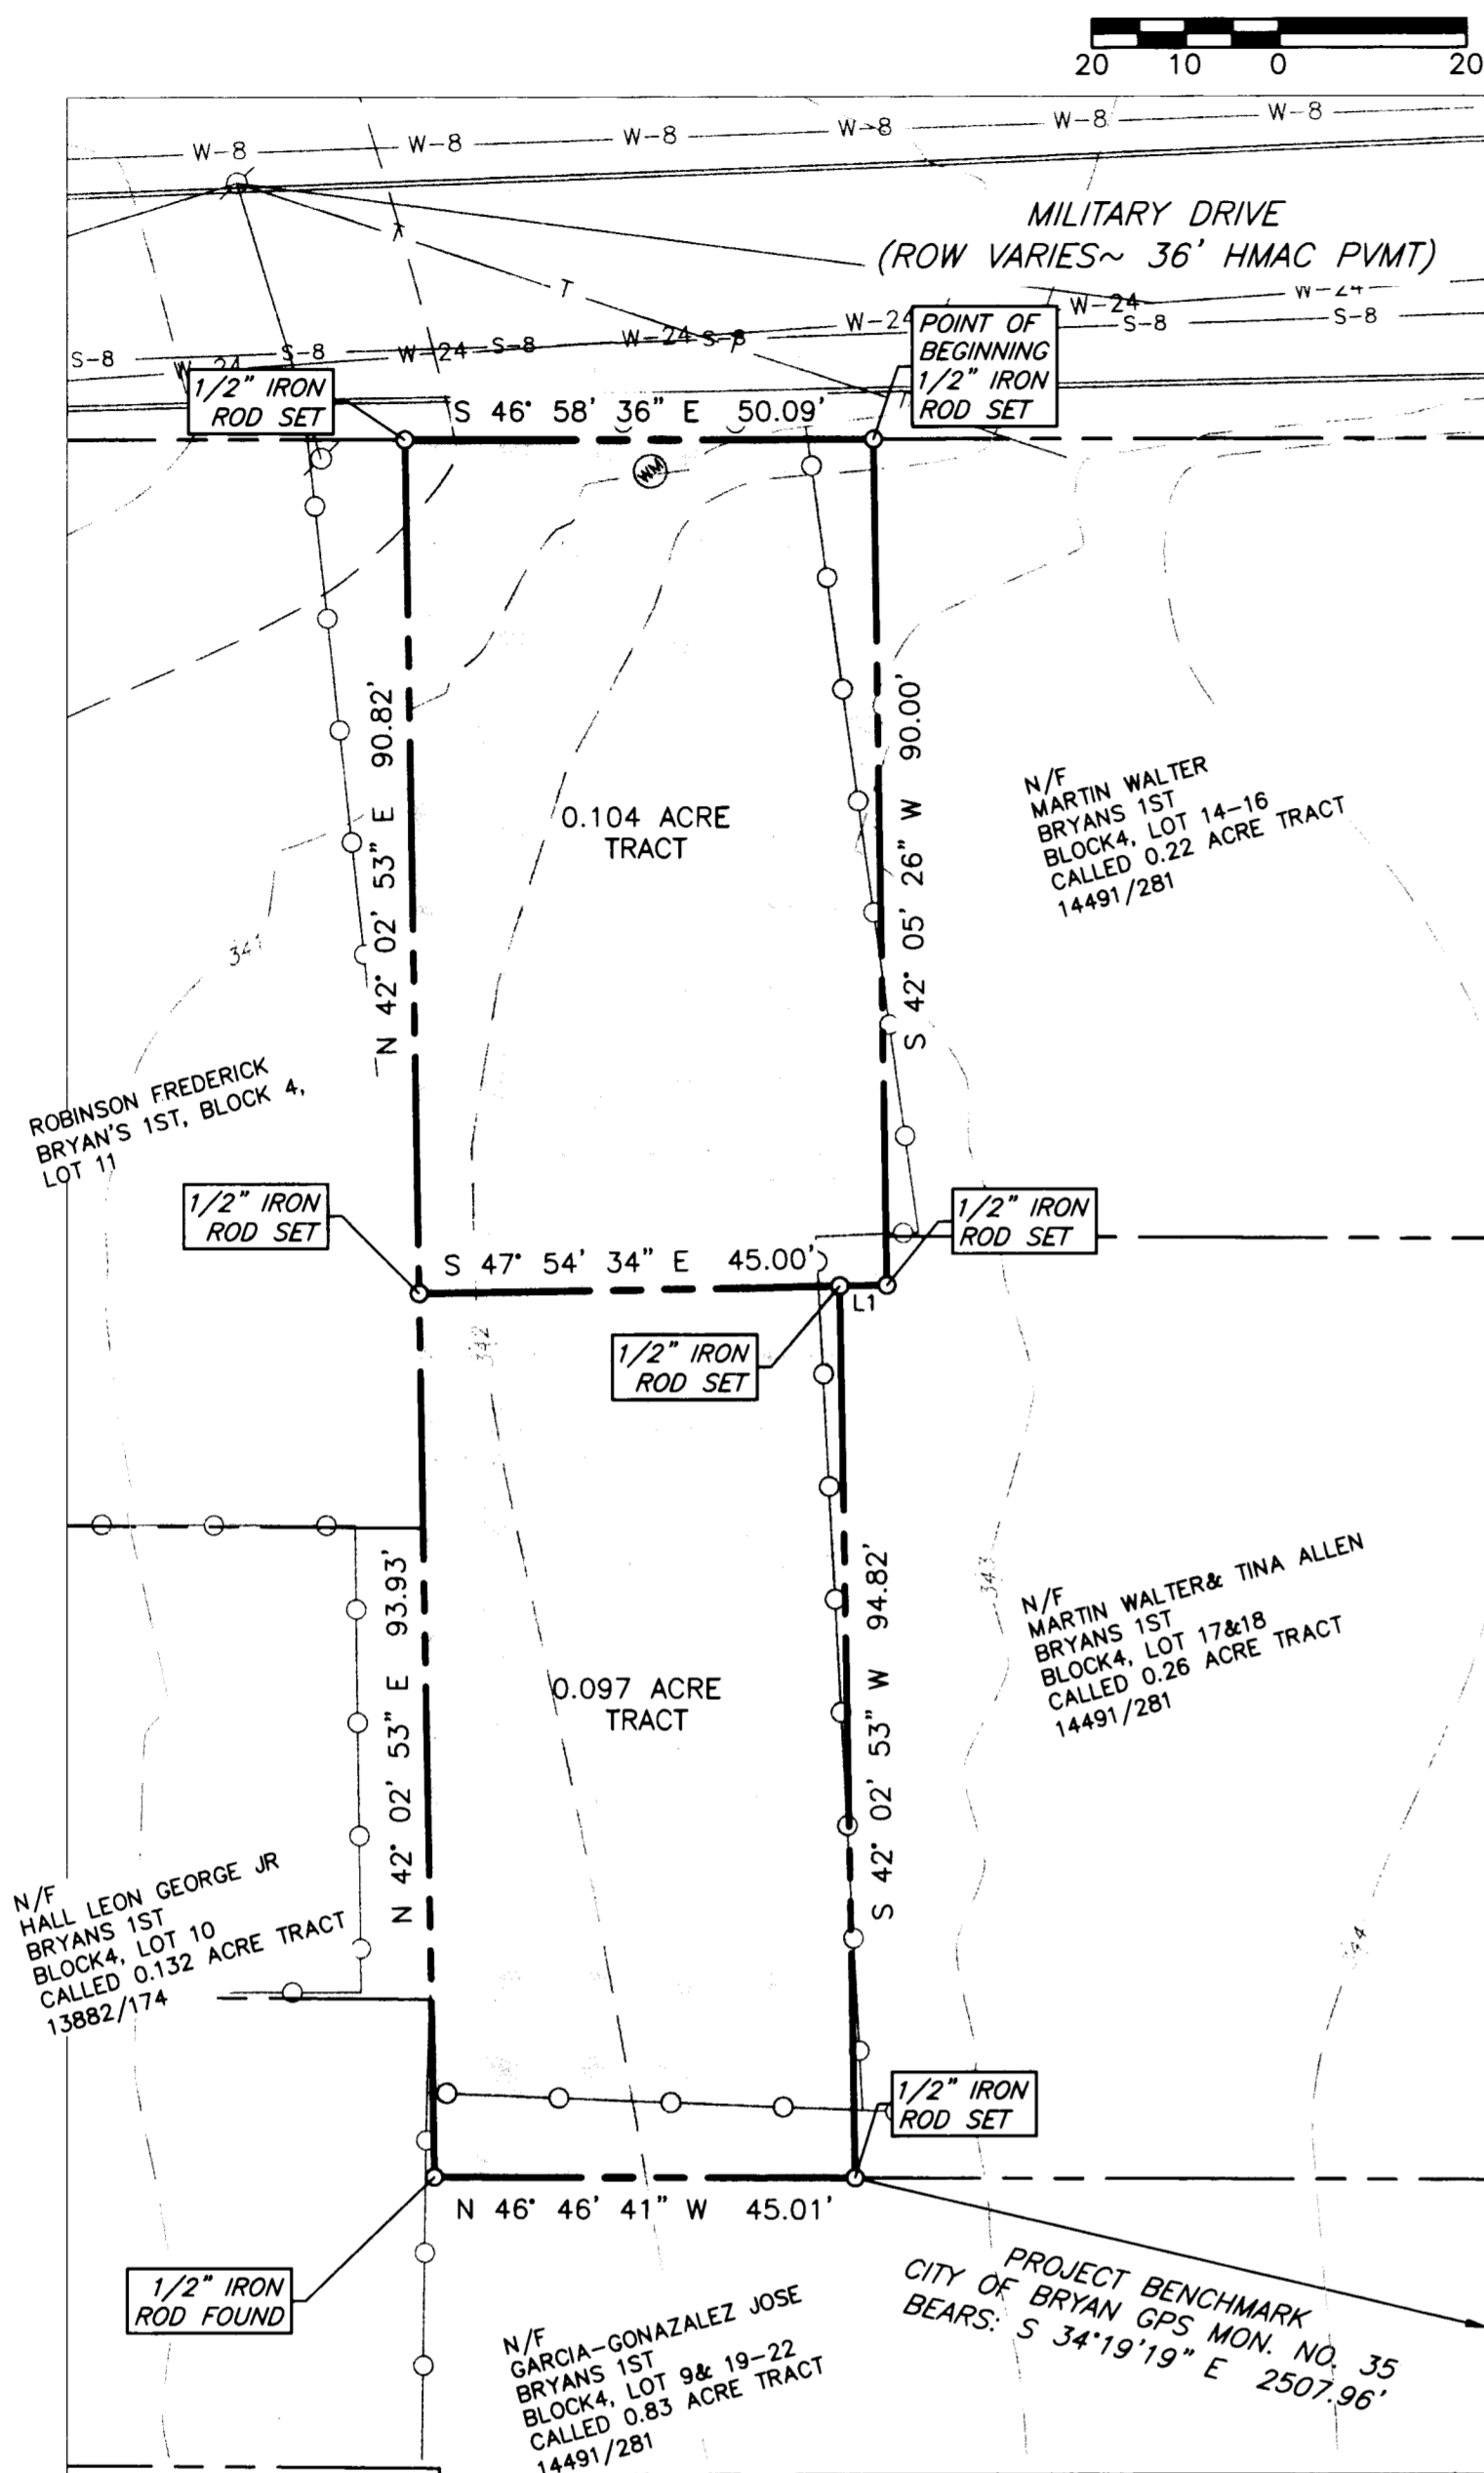 20 10 0 20
W-8 W-8 W-8 W-8 W-8 W-8
MILITARY DRIVE
(ROW VARIES~ 36' HMAC PVMT)
T
W-24 W-24 W-24 W-24 W-24
S-8 S-8 S-8 S-8 S-8 S-8
POINT OF
BEGINNING
1/2" IRON
ROD SET
1/2" IRON
ROD SET
S 46° 58' 36" E 50.09'
WM
N 42° 02' 53" E 90.82'
S 42° 05' 26" W 90.00'
0.104 ACRE
TRACT
N/F
MARTIN WALTER
BRYANS 1ST
BLOCK4, LOT 14-16
CALLED 0.22 ACRE TRACT
14491/281
341
ROBINSON FREDERICK
BRYAN'S 1ST, BLOCK 4,
LOT 11
1/2" IRON
ROD SET
1/2" IRON
ROD SET
S 47° 54' 34" E 45.00'
L1
342
1/2" IRON
ROD SET
N 42° 02' 53" E 93.93'
S 42° 02' 53" W 94.82'
343
N/F
MARTIN WALTER& TINA ALLEN
BRYANS 1ST
BLOCK4, LOT 17&18
CALLED 0.26 ACRE TRACT
14491/281
0.097 ACRE
TRACT
N/F
HALL LEON GEORGE JR
BRYANS 1ST
BLOCK4, LOT 10
CALLED 0.132 ACRE TRACT
13882/174
344
1/2" IRON
ROD SET
N 46° 46' 41" W 45.01'
1/2" IRON
ROD FOUND
PROJECT BENCHMARK
CITY OF BRYAN GPS MON. NO. 35
BEARS: S 34°19'19" E 2507.96'
N/F
GARCIA-GONAZALEZ JOSE
BRYANS 1ST
BLOCK4, LOT 9& 19-22
CALLED 0.83 ACRE TRACT
14491/281